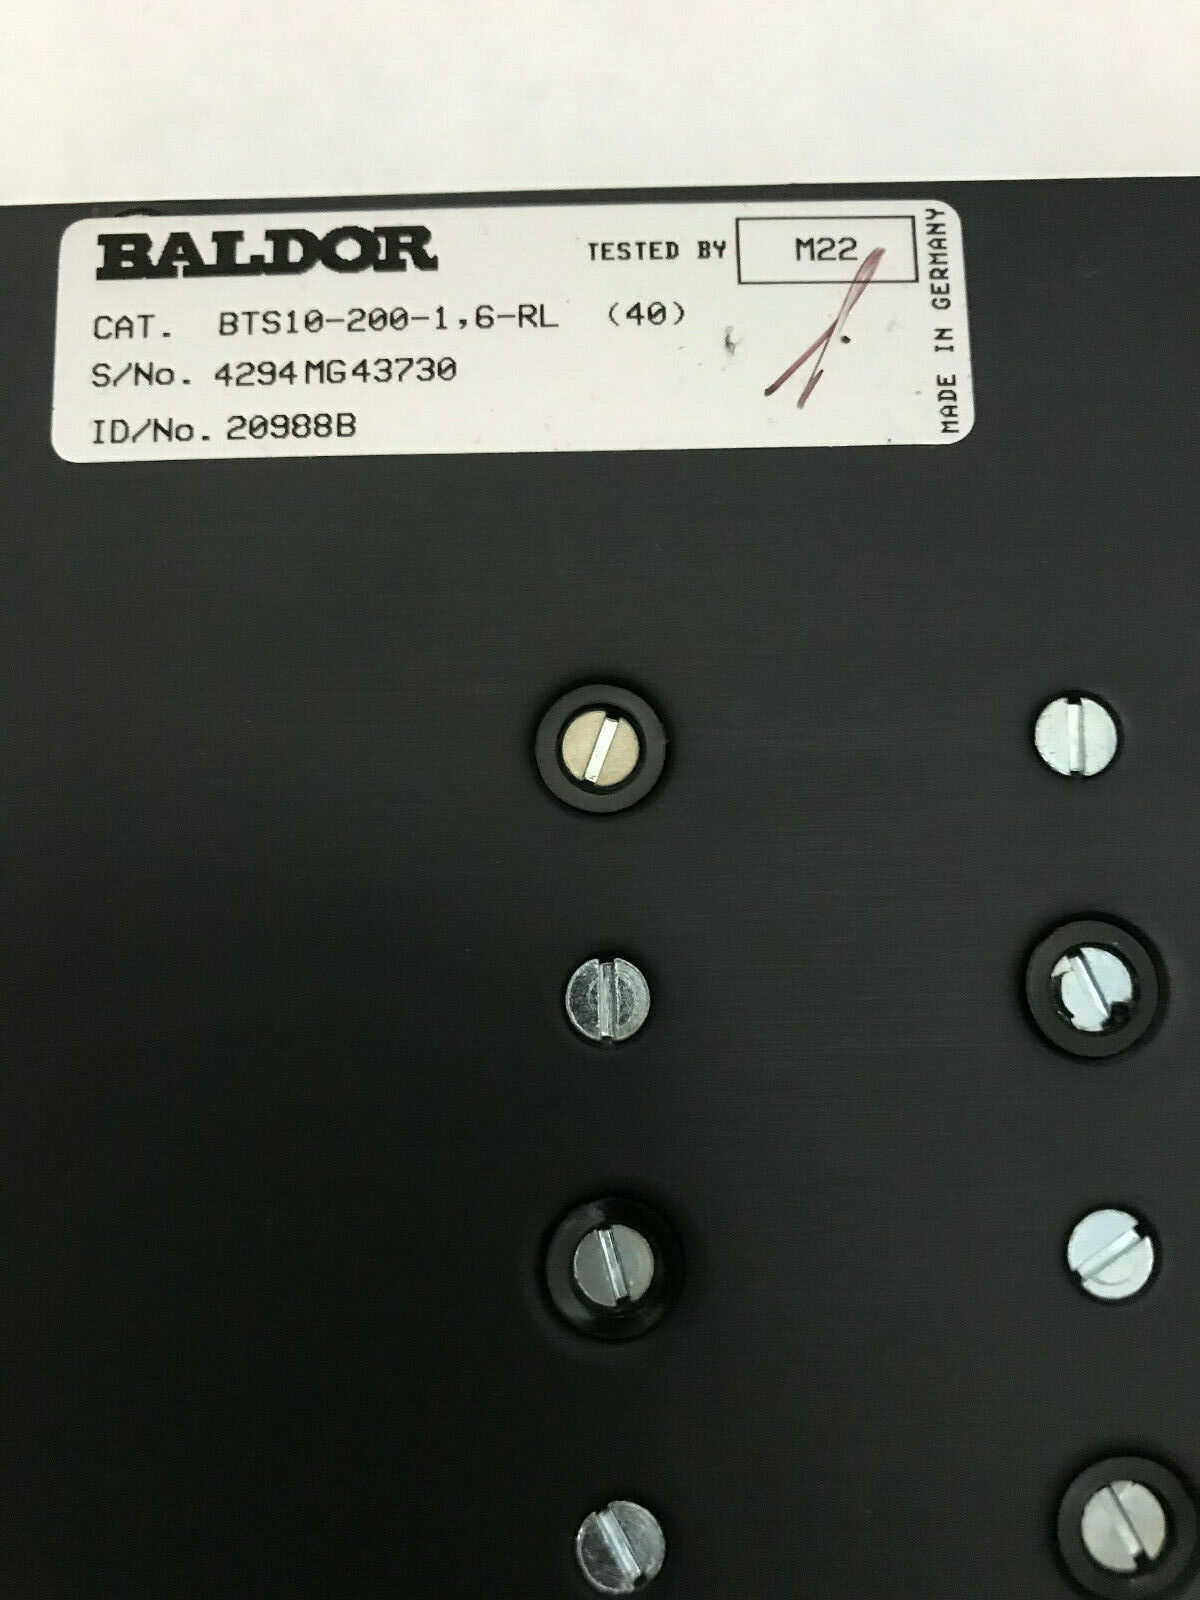 BALDOR TESTED BY M22
CAT. BTS10-200-1,6-RL (40)
S/No. 4294MG43730
ID/No. 20988B
MADE IN GERMANY